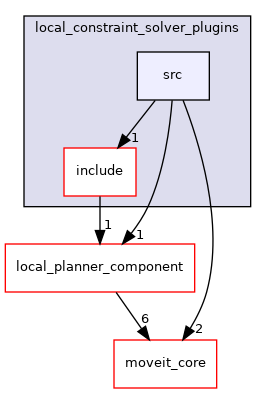 local_constraint_solver_plugins
src
1
include
1
1
local_planner_component
6
2
moveit_core